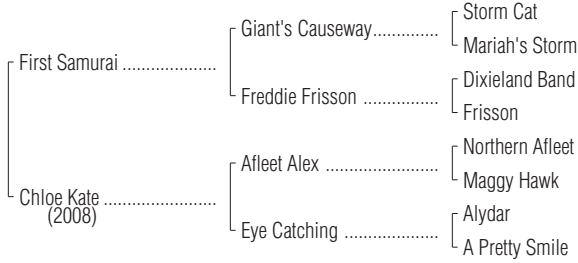 Storm Cat
Giant's Causeway..............
Mariah's Storm
First Samurai .....................
Dixieland Band
Freddie Frisson ................
Frisson
Northern Afleet
Afleet Alex ........................
Maggy Hawk
Chloe Kate .........................
(2008)
Alydar
Eye Catching ....................
A Pretty Smile